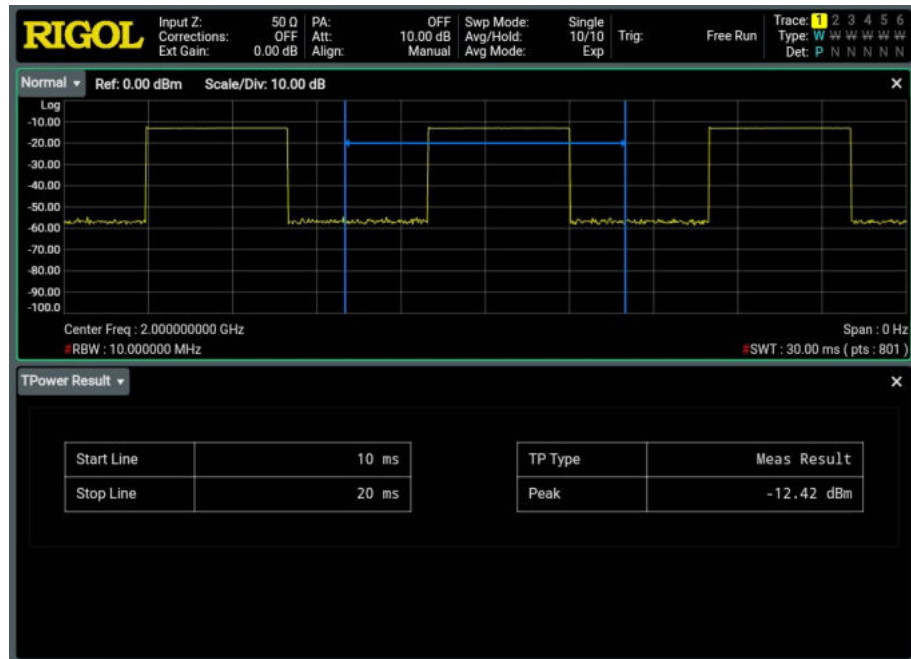 RIGOL
Input Z: 50 Ω PA: OFF Swp Mode: Single Trace: 1 2 3 4 5 6
Corrections: OFF Att: 10.00 dB Avg/Hold: 10/10 Trig: Free Run Type: W W W W W W
Ext Gain: 0.00 dB Align: Manual Avg Mode: Exp Det: P N N N N N
Normal Ref: 0.00 dBm Scale/Div: 10.00 dB
Log
-10.00
-20.00
-30.00
-40.00
-50.00
-60.00
-70.00
-80.00
-90.00
-100.0
Center Freq : 2.000000000 GHz Span : 0 Hz
#RBW : 10.000000 MHz #SWT : 30.00 ms ( pts : 801 )
TPower Result
Start Line 10 ms TP Type Meas Result
Stop Line 20 ms Peak -12.42 dBm